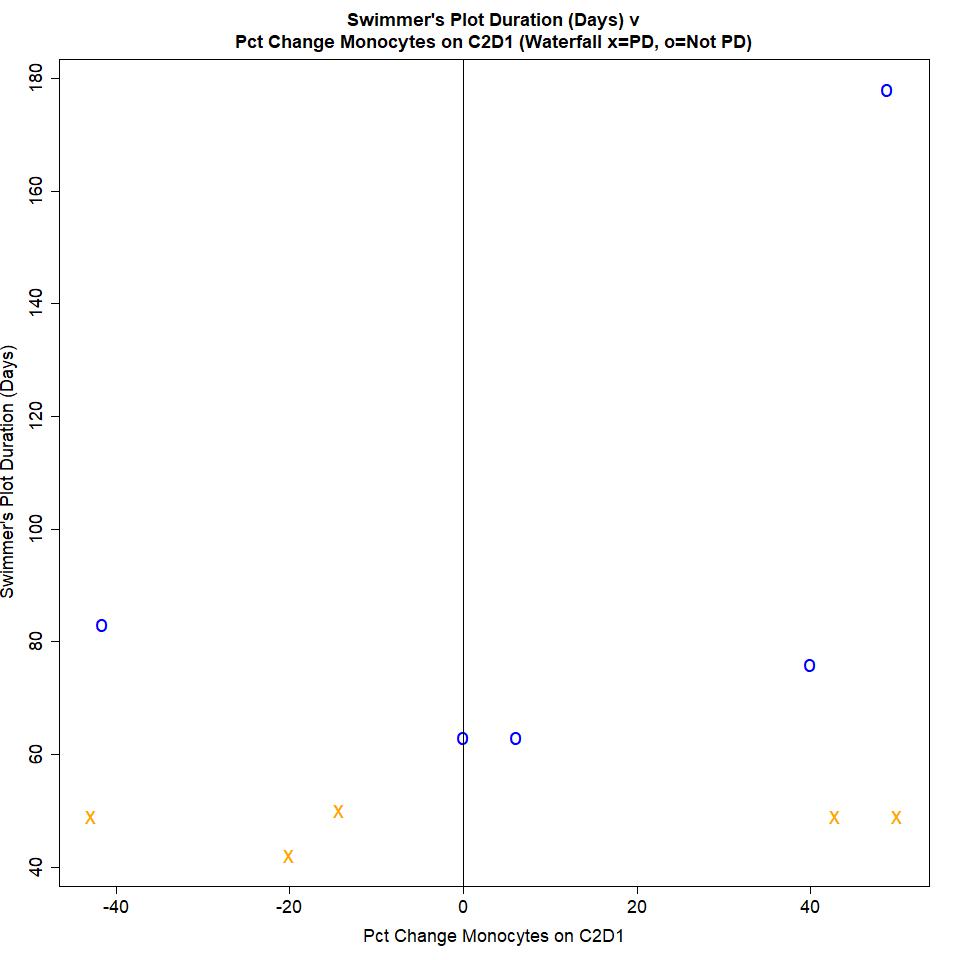 Swimmer's Plot Duration (Days) v
Pct Change Monocytes on C2D1 (Waterfall x=PD, o=Not PD)
Swimmer's Plot Duration (Days)
180
160
140
120
100
80
60
40
o
o
o
o
o
x
x
x
x
x
-40
-20
0
20
40
Pct Change Monocytes on C2D1